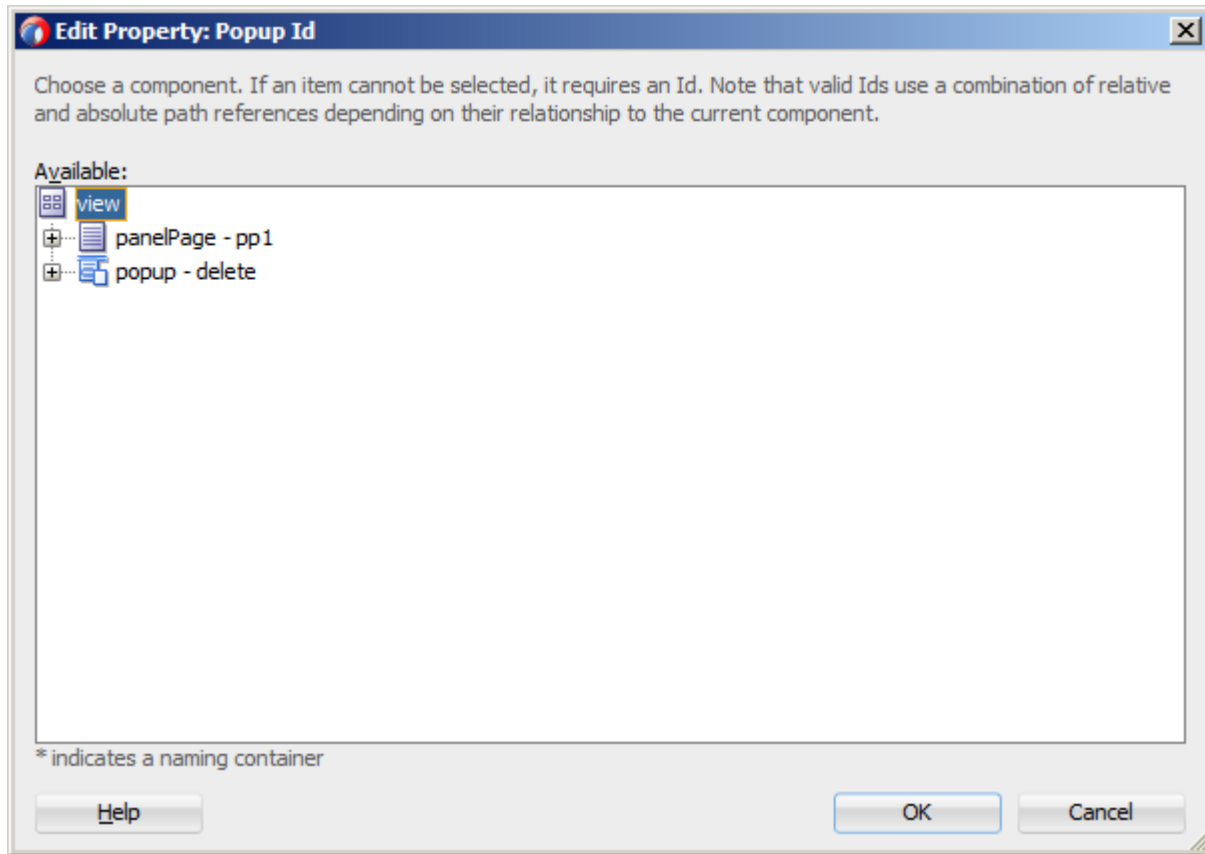 Edit Property: Popup Id
Choose a component. If an item cannot be selected, it requires an Id. Note that valid Ids use a combination of relative
and absolute path references depending on their relationship to the current component.
Available:
view
panelPage - pp1
popup - delete
* indicates a naming container
Help
OK
Cancel